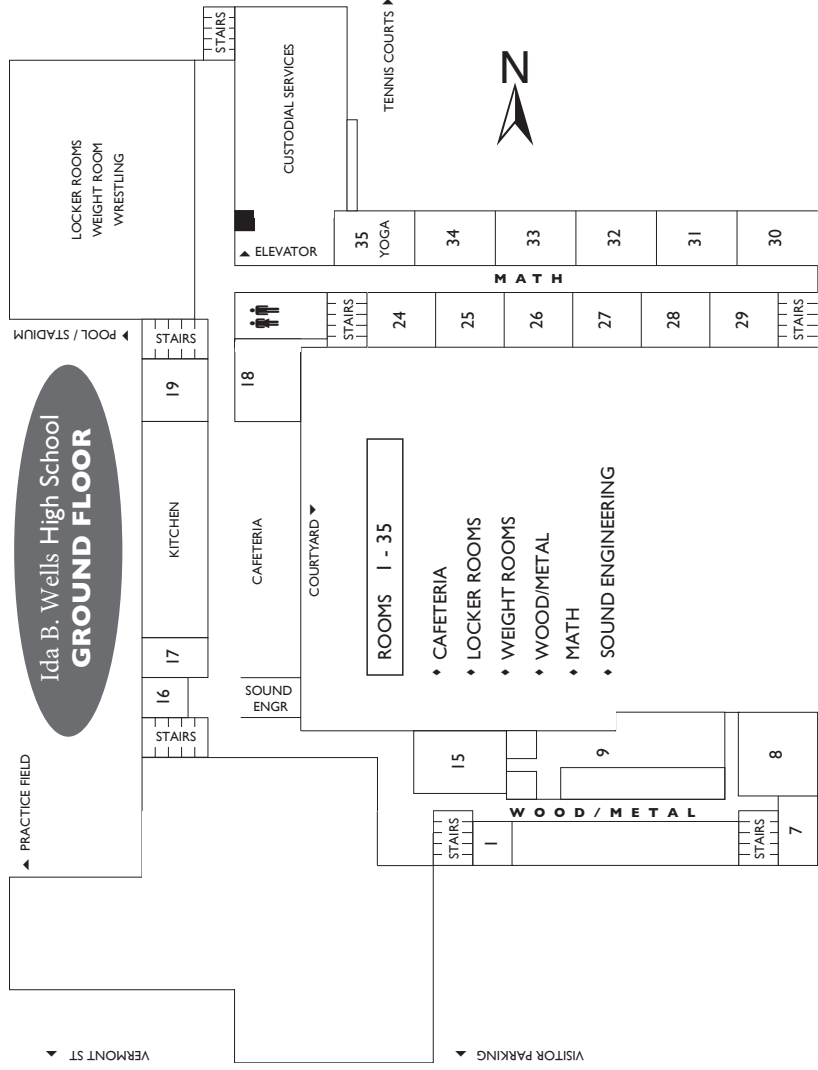 Ida B. Wells High School
GROUND FLOOR
PRACTICE FIELD
VERMONT ST
VISITOR PARKING
POOL / STADIUM
LOCKER ROOMS
WEIGHT ROOM
WRESTLING
STAIRS
STAIRS
16
17
KITCHEN
19
STAIRS
SOUND
ENGR
CAFETERIA
18
ELEVATOR
CUSTODIAL SERVICES
TENNIS COURTS
N
COURTYARD
ROOMS 1 - 35
CAFETERIA
LOCKER ROOMS
WEIGHT ROOMS
WOOD/METAL
MATH
SOUND ENGINEERING
STAIRS
1
STAIRS
7
WOOD/METAL
15
9
8
STAIRS
24
25
26
27
28
29
STAIRS
MATH
35
YOGA
34
33
32
31
30